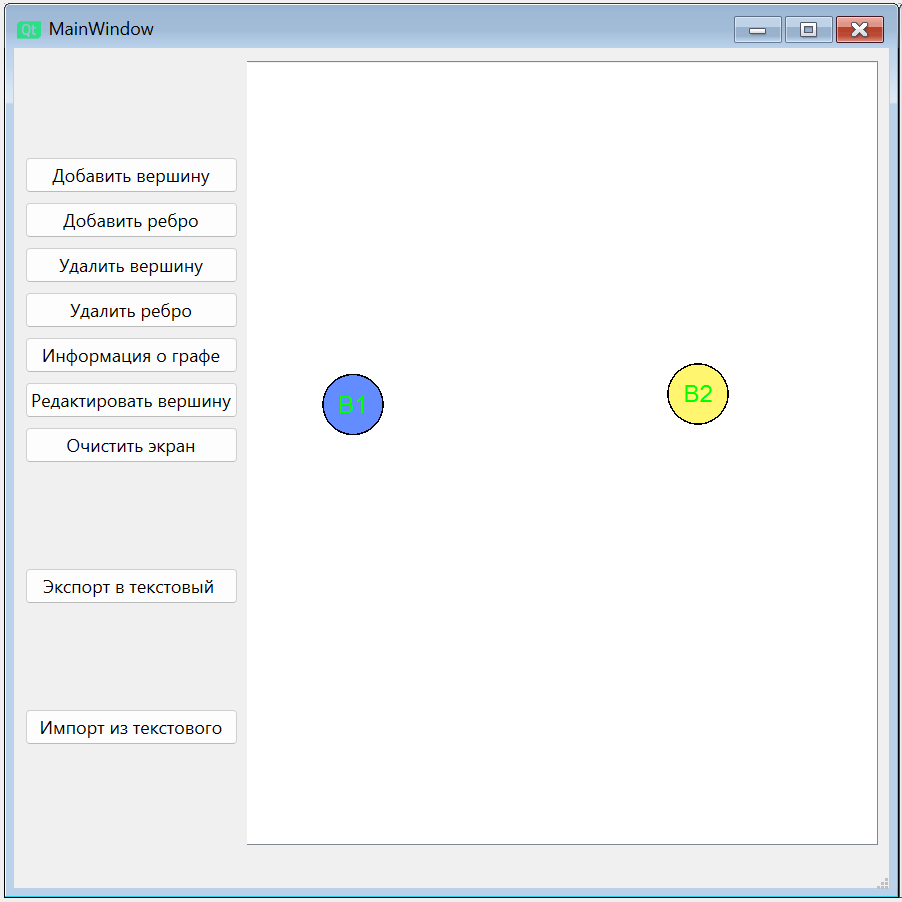 Qt MainWindow
Добавить вершину
Добавить ребро
Удалить вершину
Удалить ребро
Информация о графе
Редактировать вершину
Очистить экран
Экспорт в текстовый
Импорт из текстового
B1
B2